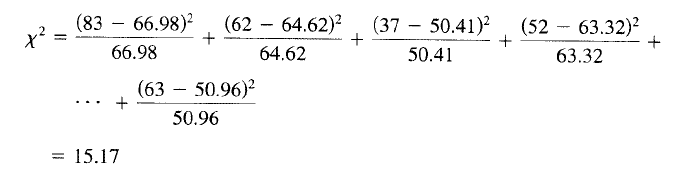 χ² = (83 − 66.98)²/66.98 + (62 − 64.62)²/64.62 + (37 − 50.41)²/50.41 + (52 − 63.32)²/63.32 +
··· + (63 − 50.96)²/50.96
= 15.17